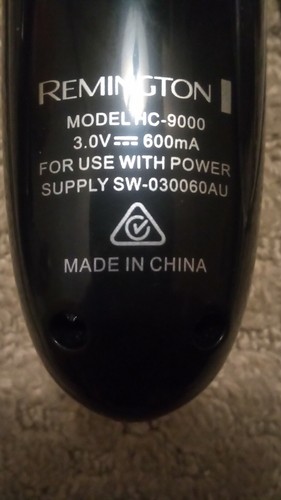 REMINGTON
MODEL HC-9000
3.0V⎓600mA
FOR USE WITH POWER
SUPPLY SW-030060AU
MADE IN CHINA